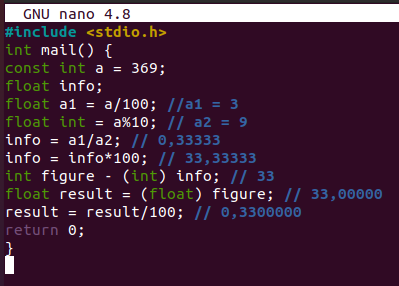 GNU nano 4.8
#include <stdio.h>
int mail() {
const int a = 369;
float info;
float a1 = a/100; //a1 = 3
float int = a%10; // a2 = 9
info = a1/a2; // 0,33333
info = info*100; // 33,33333
int figure - (int) info; // 33
float result = (float) figure; // 33,00000
result = result/100; // 0,3300000
return 0;
}